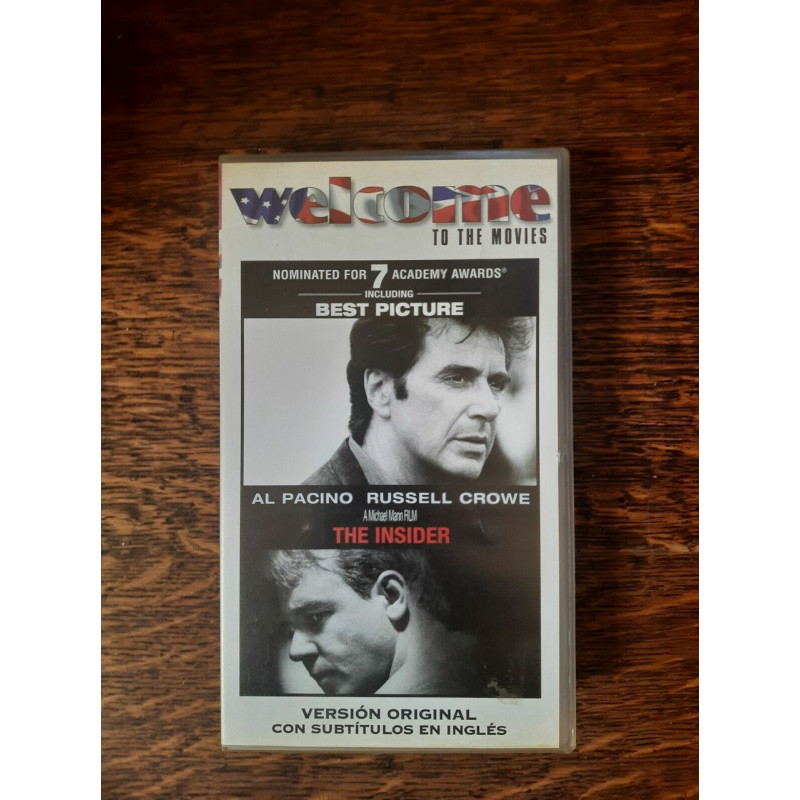 welcome
TO THE MOVIES
NOMINATED FOR 7 ACADEMY AWARDS®
INCLUDING
BEST PICTURE
AL PACINO RUSSELL CROWE
A Michael Mann FILM
THE INSIDER
VERSIÓN ORIGINAL
CON SUBTÍTULOS EN INGLÉS